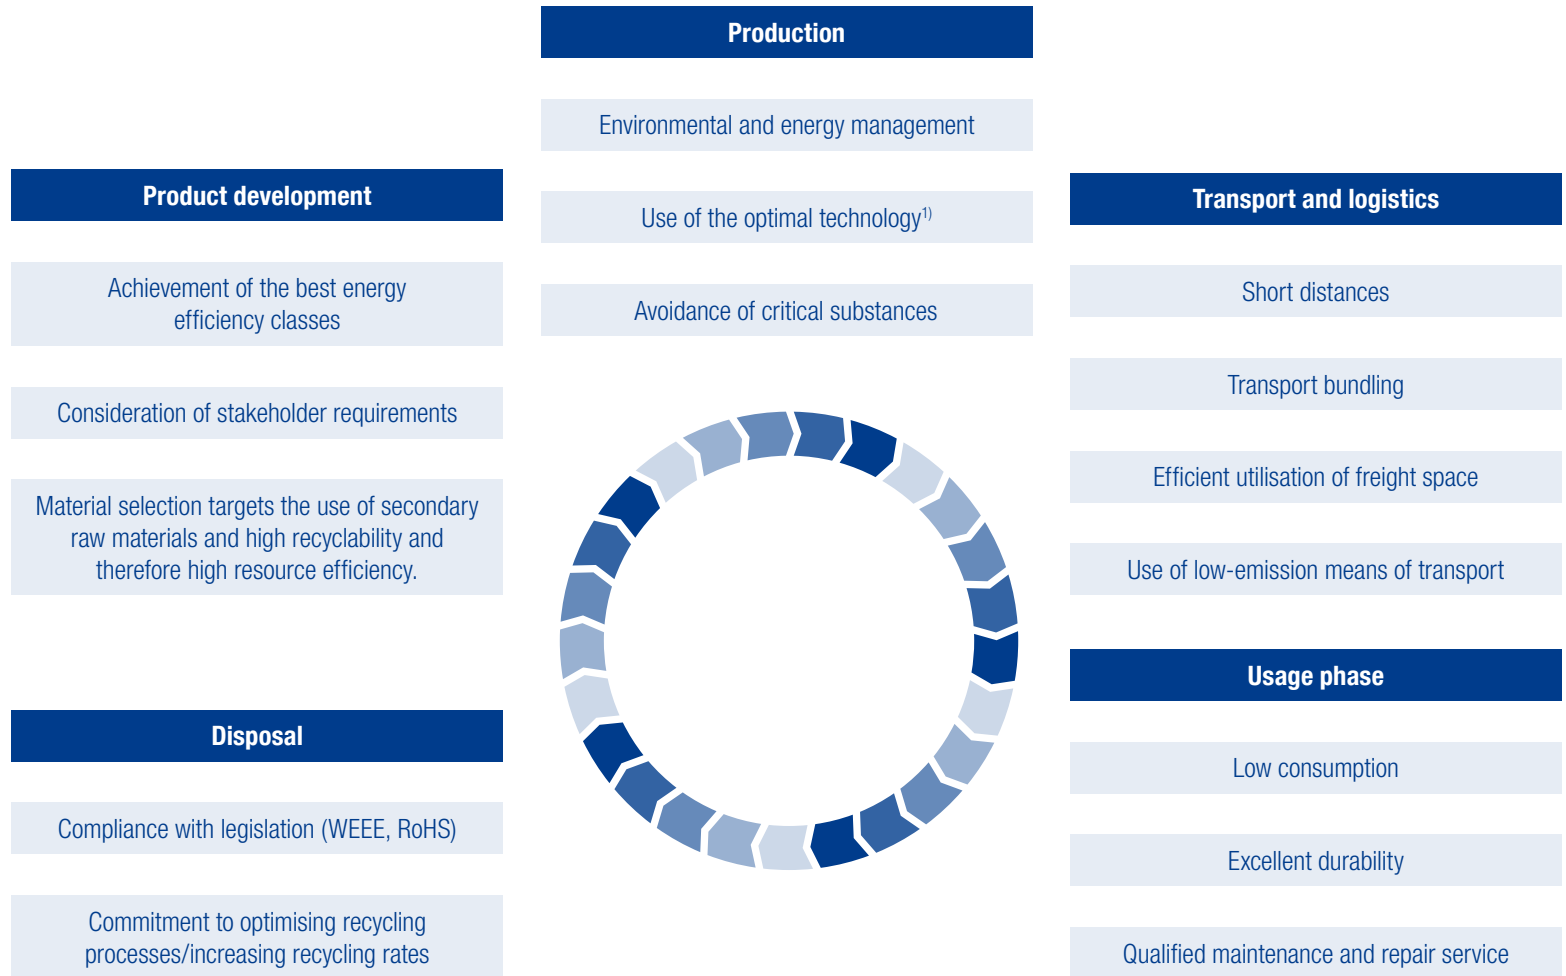 Production
Environmental and energy management
Use of the optimal technology1)
Avoidance of critical substances
Product development
Achievement of the best energy
efficiency classes
Consideration of stakeholder requirements
Material selection targets the use of secondary
raw materials and high recyclability and
therefore high resource efficiency.
Transport and logistics
Short distances
Transport bundling
Efficient utilisation of freight space
Use of low-emission means of transport
Usage phase
Low consumption
Excellent durability
Qualified maintenance and repair service
Disposal
Compliance with legislation (WEEE, RoHS)
Commitment to optimising recycling
processes/increasing recycling rates